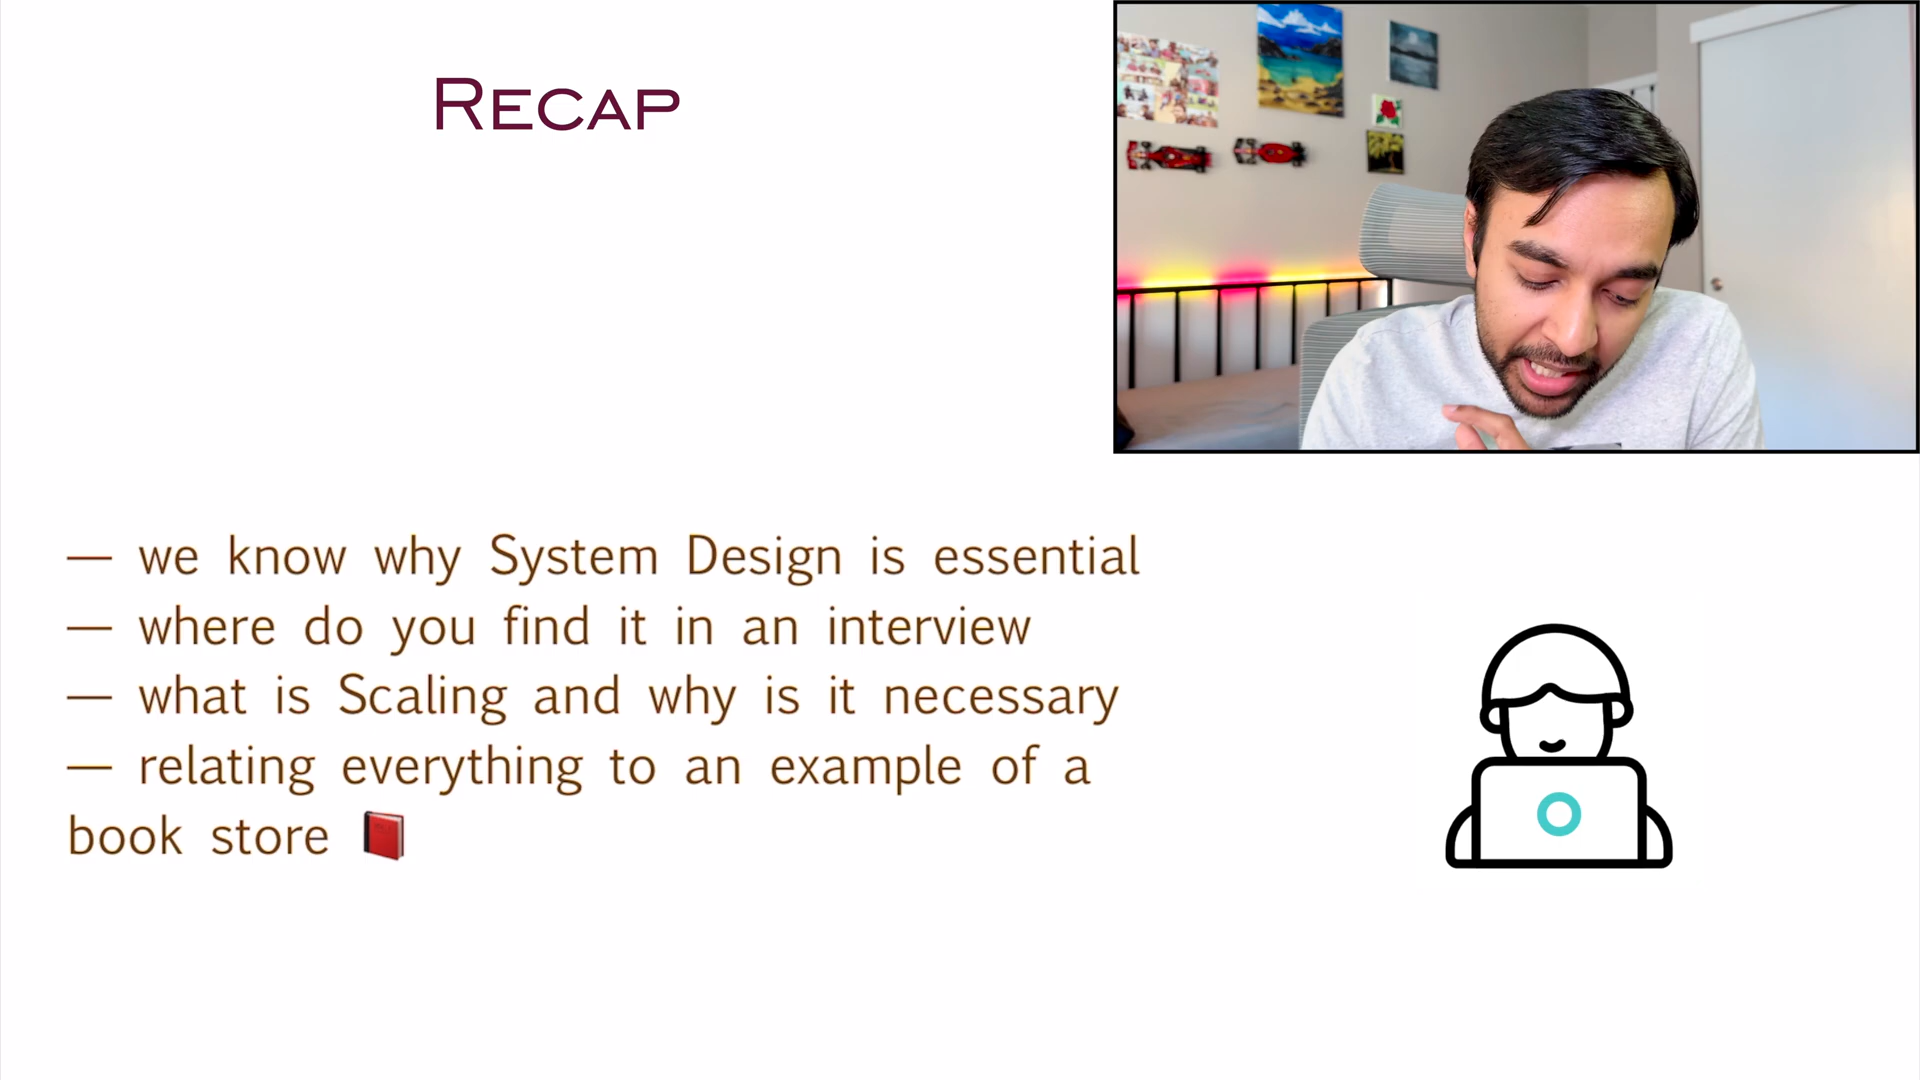 RECAP
— we know why System Design is essential
— where do you find it in an interview
— what is Scaling and why is it necessary
— relating everything to an example of a
book store 📕